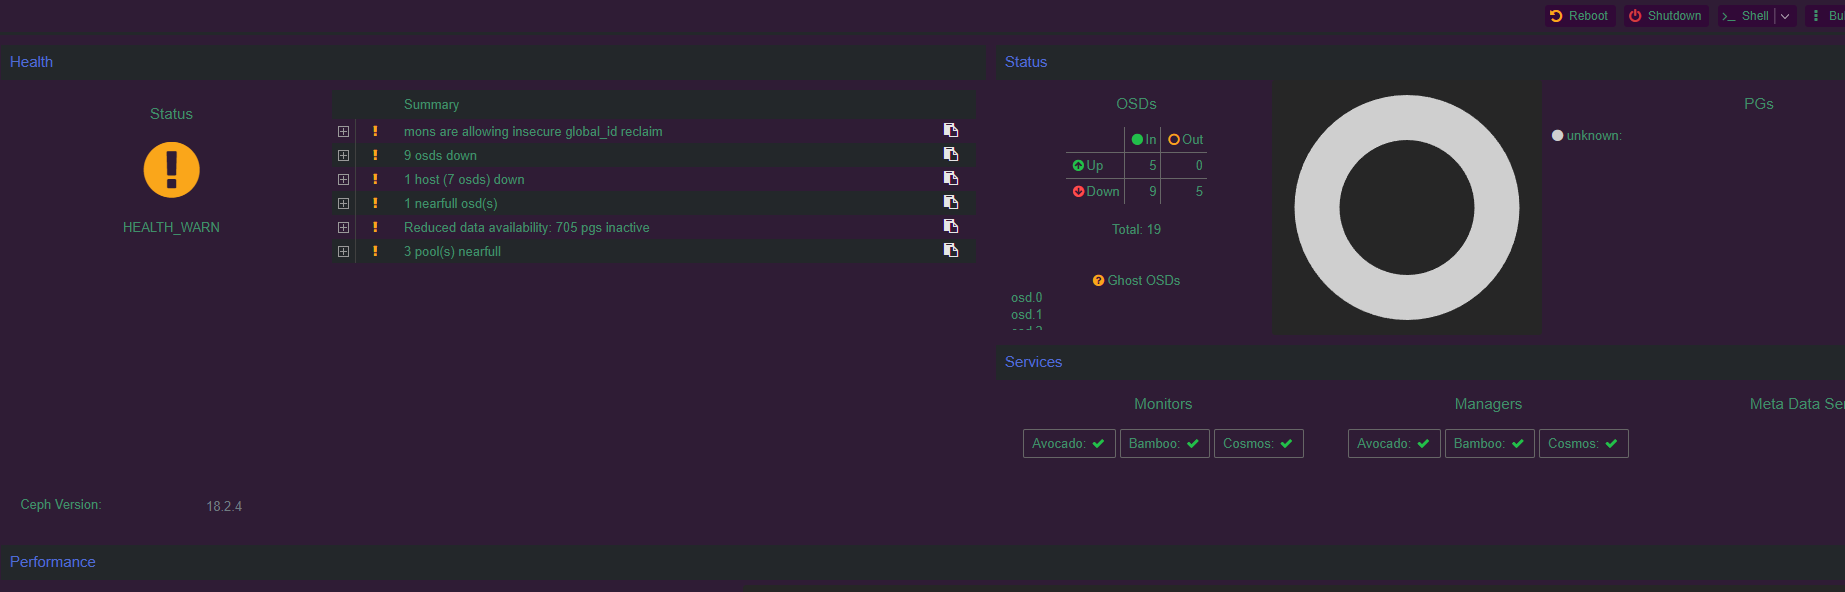 Reboot Shutdown Shell
Health
Status
HEALTH_WARN
Summary
mons are allowing insecure global_id reclaim
9 osds down
1 host (7 osds) down
1 nearfull osd(s)
Reduced data availability: 705 pgs inactive
3 pool(s) nearfull
Ceph Version: 18.2.4
Status
OSDs
In Out
Up 5 0
Down 9 5
Total: 19
Ghost OSDs
osd.0
osd.1
PGs
unknown:
Services
Monitors
Avocado: Bamboo: Cosmos:
Managers
Avocado: Bamboo: Cosmos:
Meta Data
Performance